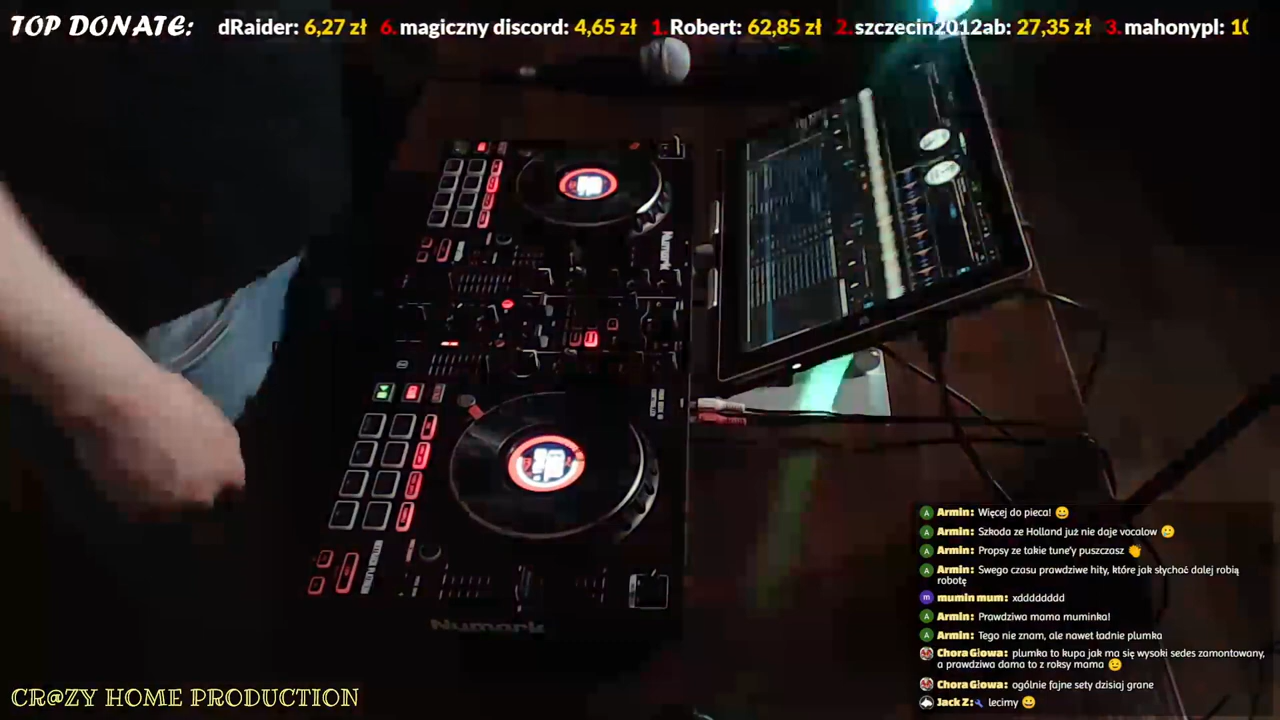 TOP DONATE: dRaider: 6,27 zł 6. magiczny discord: 4,65 zł 1. Robert: 62,85 zł 2. szczecin2012ab: 27,35 zł 3. mahonypl: 10
Numark
Numark
A Armin: Więcej do pieca! 😀
A Armin: Szkoda ze Holland już nie daje vocalow 🥲
A Armin: Propsy ze takie tune'y puszczasz 👏
A Armin: Swego czasu prawdziwe hity, które jak słychać dalej robią
robotę
m mumin mum: xdddddddd
A Armin: Prawdziwa mama muminka!
A Armin: Tego nie znam, ale nawet ładnie plumka
Chora Głowa: plumka to kupa jak ma się wysoki sedes zamontowany,
a prawdziwa dama to z roksy mama 😉
Chora Głowa: ogólnie fajne sety dzisiaj grane
Jack Z: lecimy 😀
CR@ZY HOME PRODUCTION